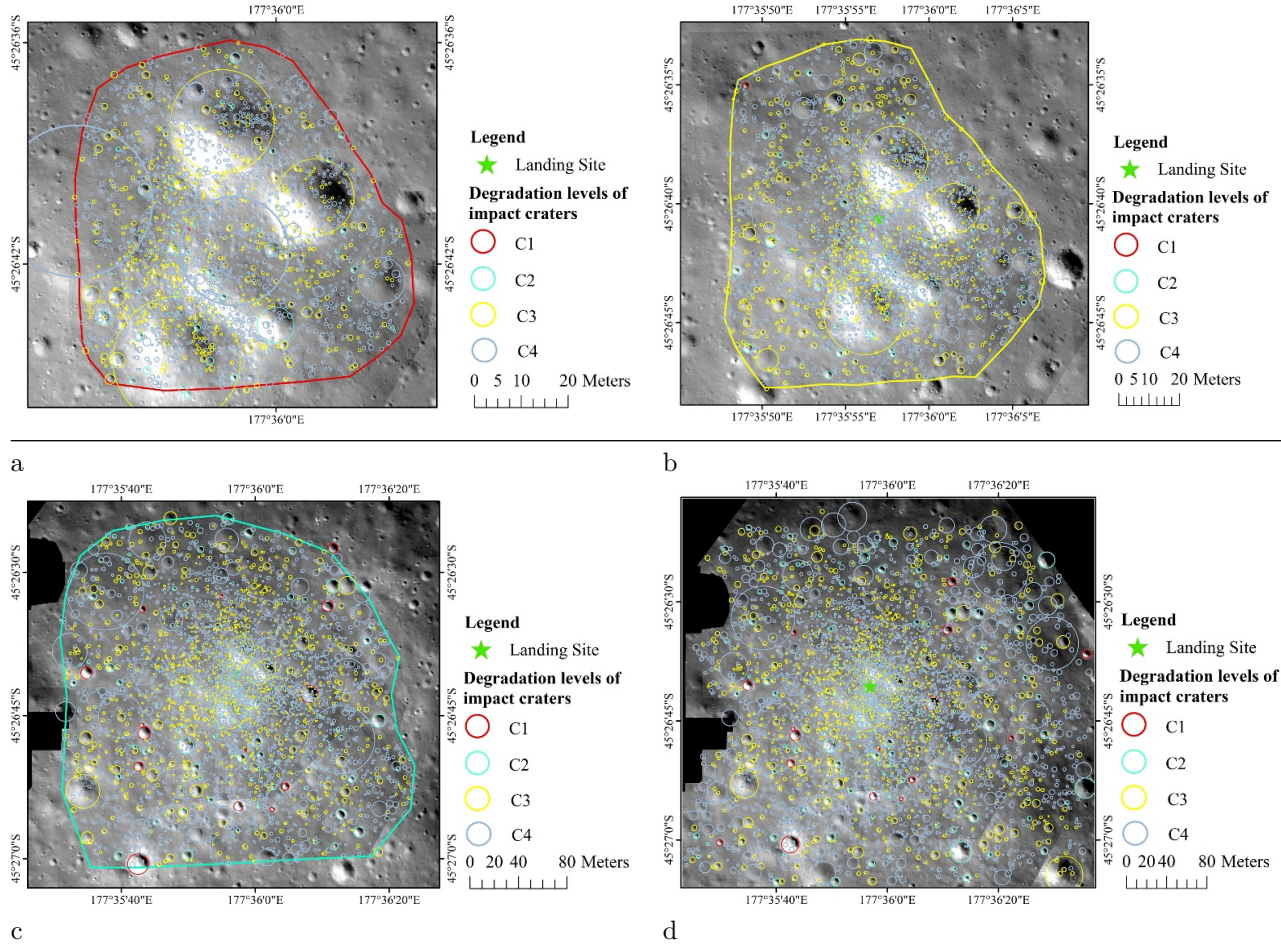 177°36'0"E
45°26'36"S
45°26'36"S
45°26'42"S
45°26'42"S
177°36'0"E
Legend
Landing Site
Degradation levels of
impact craters
C1
C2
C3
C4
0 5 10 20 Meters
177°35'50"E 177°35'55"E 177°36'0"E 177°36'5"E
45°26'35"S
45°26'35"S
45°26'40"S
45°26'40"S
45°26'45"S
45°26'45"S
177°35'50"E 177°35'55"E 177°36'0"E 177°36'5"E
Legend
Landing Site
Degradation levels of
impact craters
C1
C2
C3
C4
0 5 10 20 Meters
a
b
177°35'40"E 177°36'0"E 177°36'20"E
45°26'30"S
45°26'30"S
45°26'45"S
45°26'45"S
45°27'0"S
45°27'0"S
177°35'40"E 177°36'0"E 177°36'20"E
Legend
Landing Site
Degradation levels of
impact craters
C1
C2
C3
C4
0 20 40 80 Meters
177°35'40"E 177°36'0"E 177°36'20"E
45°26'30"S
45°26'30"S
45°26'45"S
45°26'45"S
45°27'0"S
45°27'0"S
177°35'40"E 177°36'0"E 177°36'20"E
Legend
Landing Site
Degradation levels of
impact craters
C1
C2
C3
C4
0 20 40 80 Meters
c
d